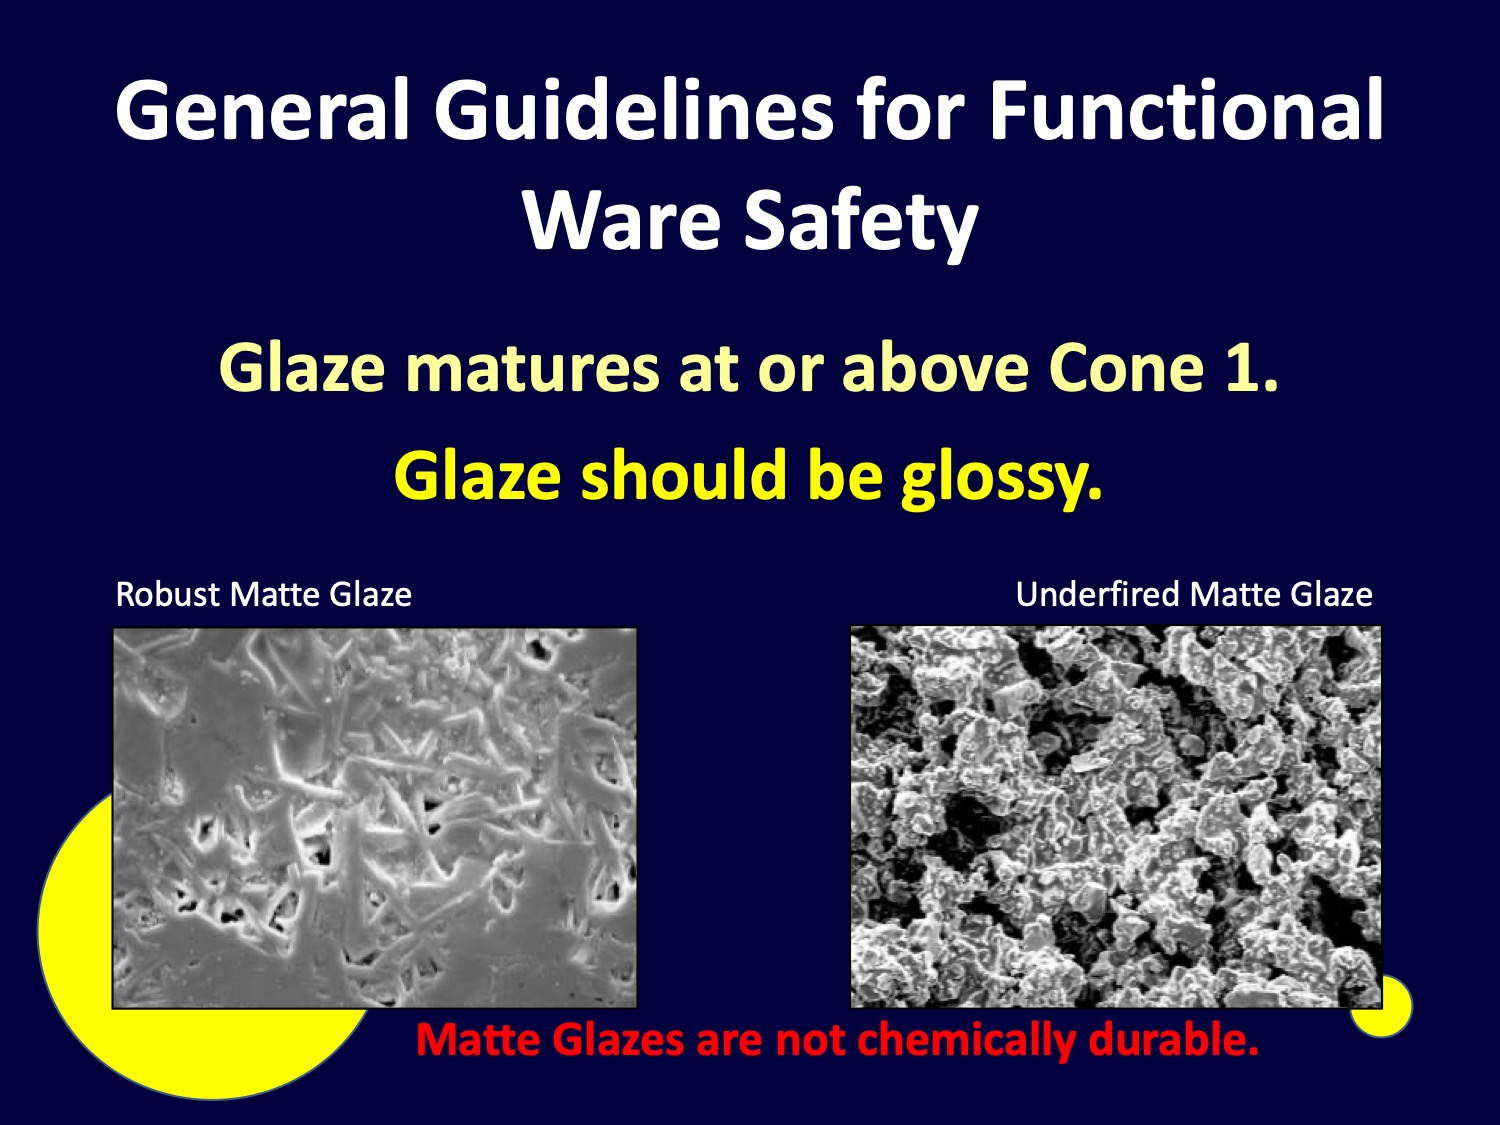 General Guidelines for Functional
Ware Safety
Glaze matures at or above Cone 1.
Glaze should be glossy.
Robust Matte Glaze
Underfired Matte Glaze
Matte Glazes are not chemically durable.